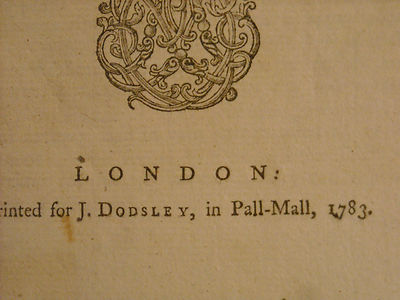 LONDON:
rinted for J. DODSLEY, in Pall-Mall, 1783.